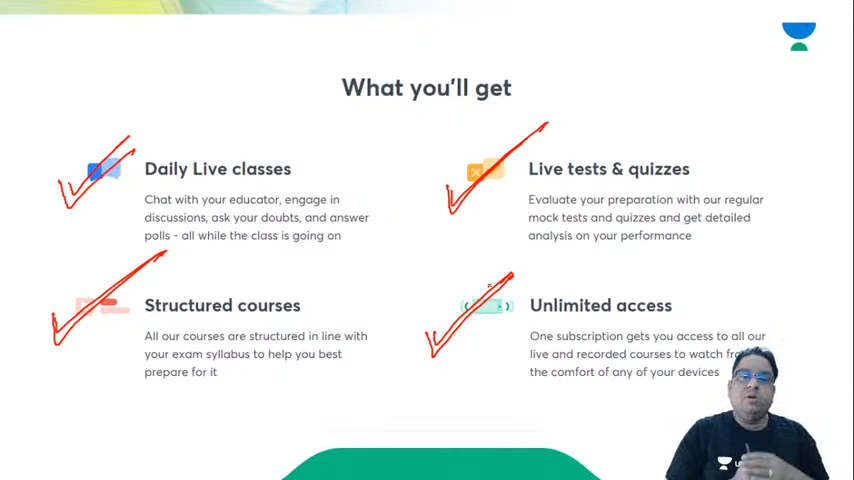 What you'll get
Daily Live classes
Chat with your educator, engage in
discussions, ask your doubts, and answer
polls - all while the class is going on
Live tests & quizzes
Evaluate your preparation with our regular
mock tests and quizzes and get detailed
analysis on your performance
Structured courses
All our courses are structured in line with
your exam syllabus to help you best
prepare for it
Unlimited access
One subscription gets you access to all our
live and recorded courses to watch
the comfort of any of your devices